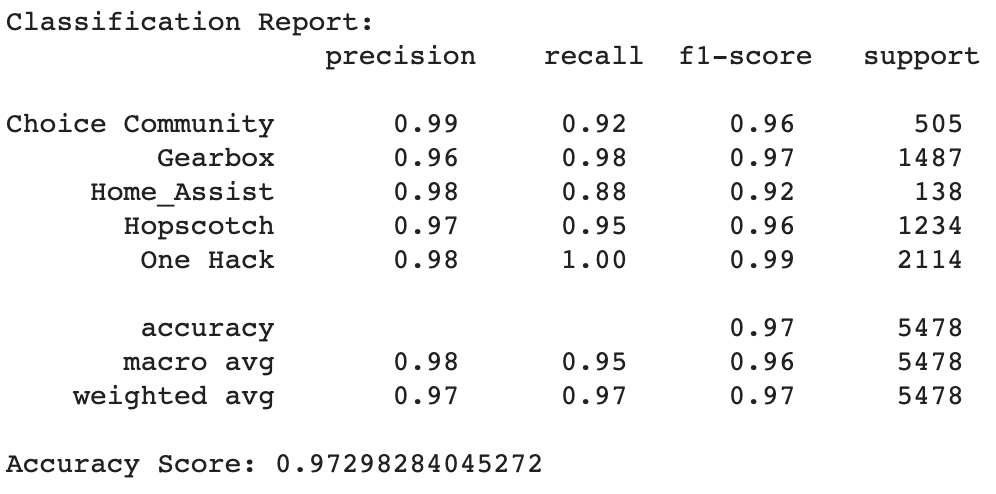 Classification Report:
precision recall f1-score support
Choice Community 0.99 0.92 0.96 505
Gearbox 0.96 0.98 0.97 1487
Home_Assist 0.98 0.88 0.92 138
Hopscotch 0.97 0.95 0.96 1234
One Hack 0.98 1.00 0.99 2114
accuracy 0.97 5478
macro avg 0.98 0.95 0.96 5478
weighted avg 0.97 0.97 0.97 5478
Accuracy Score: 0.97298284045272